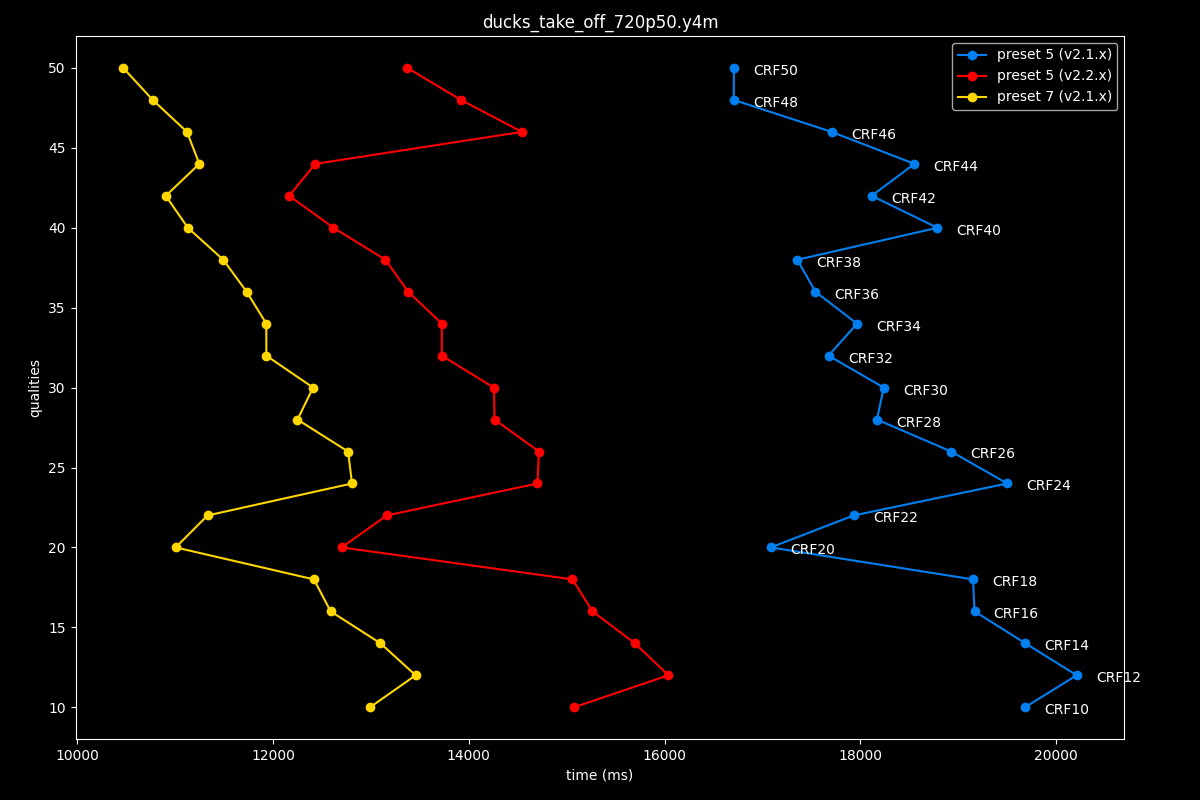 ducks_take_off_720p50.y4m
preset 5 (v2.1.x)
preset 5 (v2.2.x)
preset 7 (v2.1.x)
qualities
50
45
40
35
30
25
20
15
10
CRF50
CRF48
CRF46
CRF44
CRF42
CRF40
CRF38
CRF36
CRF34
CRF32
CRF30
CRF28
CRF26
CRF24
CRF22
CRF20
CRF18
CRF16
CRF14
CRF12
CRF10
10000 12000 14000 16000 18000 20000
time (ms)